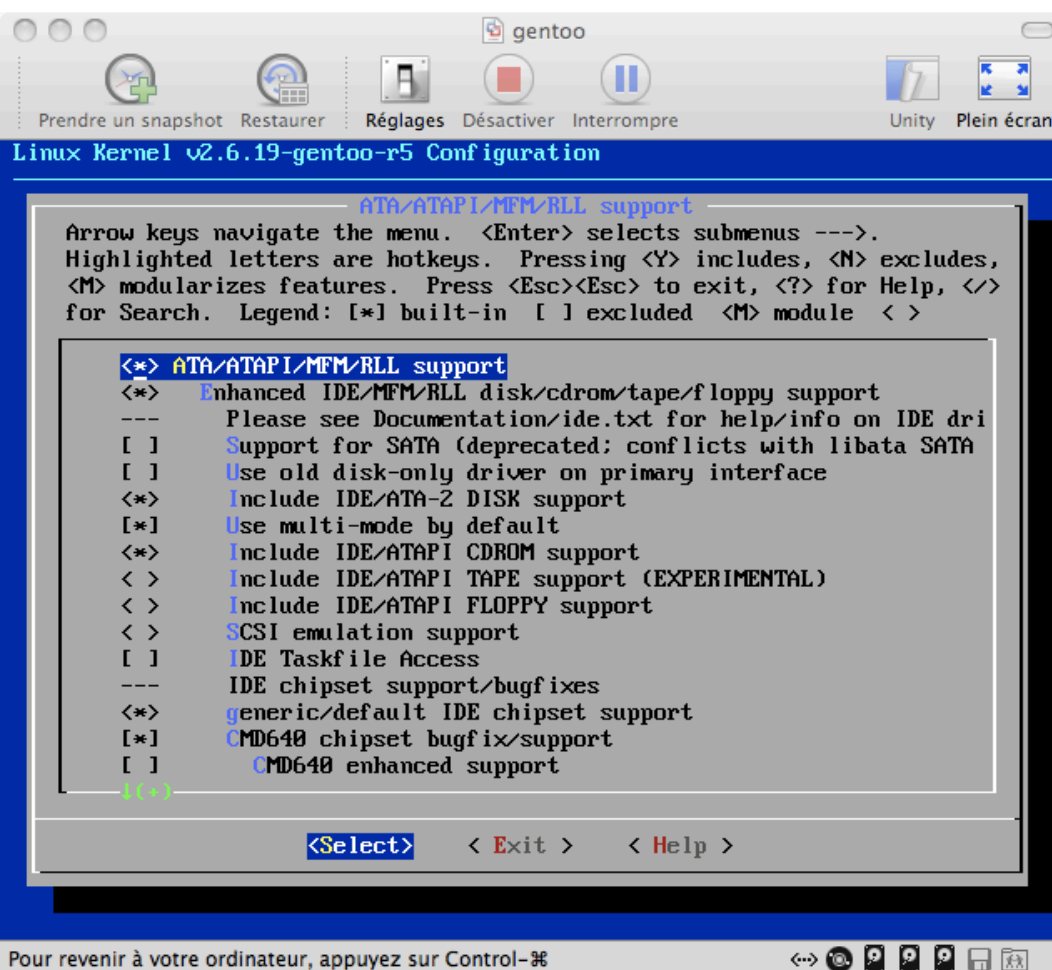 gentoo
Prendre un snapshot Restaurer Réglages Désactiver Interrompre Unity Plein écran
Linux Kernel v2.6.19-gentoo-r5 Configuration
ATA/ATAPI/MFM/RLL support
Arrow keys navigate the menu. <Enter> selects submenus --->.
Highlighted letters are hotkeys. Pressing <Y> includes, <N> excludes,
<M> modularizes features. Press <Esc><Esc> to exit, <?> for Help, </>
for Search. Legend: [*] built-in [ ] excluded <M> module < >
<*> ATA/ATAPI/MFM/RLL support
<*> Enhanced IDE/MFM/RLL disk/cdrom/tape/floppy support
--- Please see Documentation/ide.txt for help/info on IDE dri
[ ] Support for SATA (deprecated; conflicts with libata SATA
[ ] Use old disk-only driver on primary interface
<*> Include IDE/ATA-2 DISK support
[*] Use multi-mode by default
<*> Include IDE/ATAPI CDROM support
< > Include IDE/ATAPI TAPE support (EXPERIMENTAL)
< > Include IDE/ATAPI FLOPPY support
< > SCSI emulation support
[ ] IDE Taskfile Access
--- IDE chipset support/bugfixes
<*> generic/default IDE chipset support
[*] CMD640 chipset bugfix/support
[ ] CMD640 enhanced support
↓(+)
<Select> < Exit > < Help >
Pour revenir à votre ordinateur, appuyez sur Control-⌘